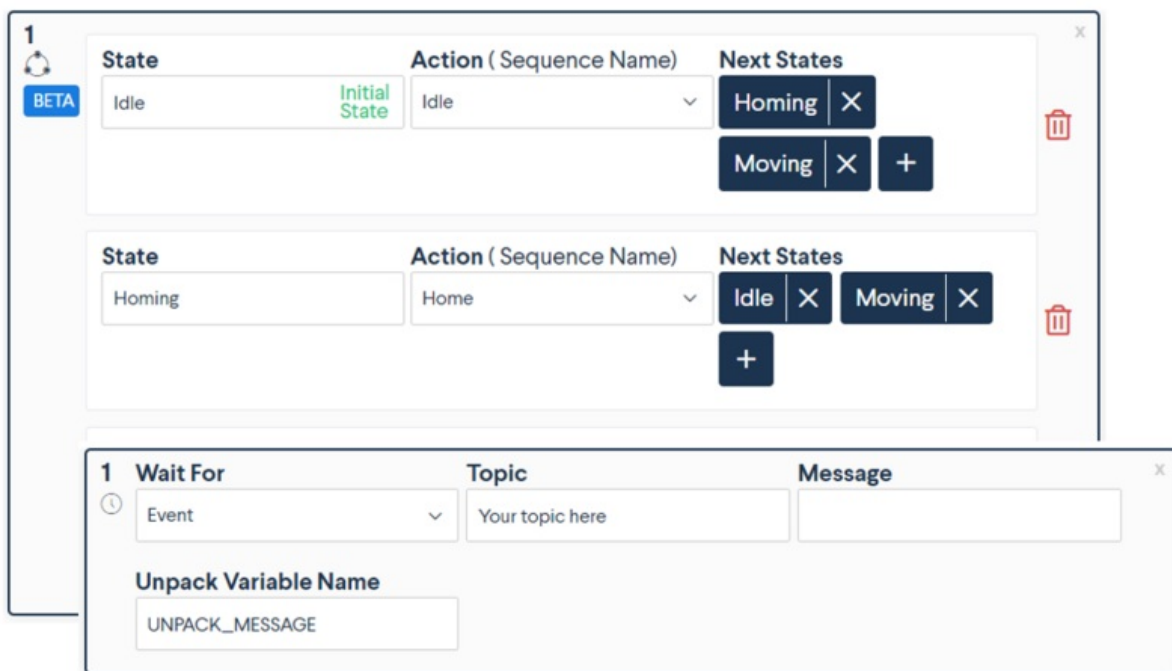 1
BETA
State Action ( Sequence Name) Next States
Idle Initial State Idle Homing X
Moving X +
State Action ( Sequence Name) Next States
Homing Home Idle X Moving X
+
x
1 Wait For Topic Message x
Event Your topic here
Unpack Variable Name
UNPACK_MESSAGE